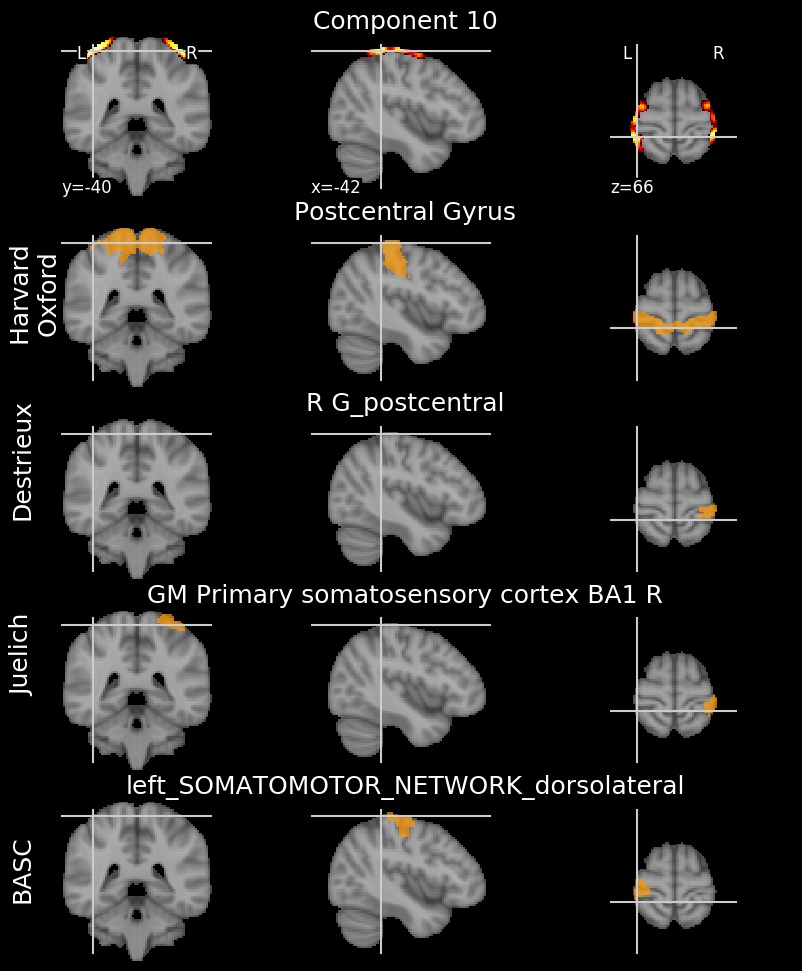 Component 10
L R
L R
y=-40
x=-42
z=66
Postcentral Gyrus
Harvard
Oxford
R G_postcentral
Destrieux
GM Primary somatosensory cortex BA1 R
Juelich
left_SOMATOMOTOR_NETWORK_dorsolateral
BASC